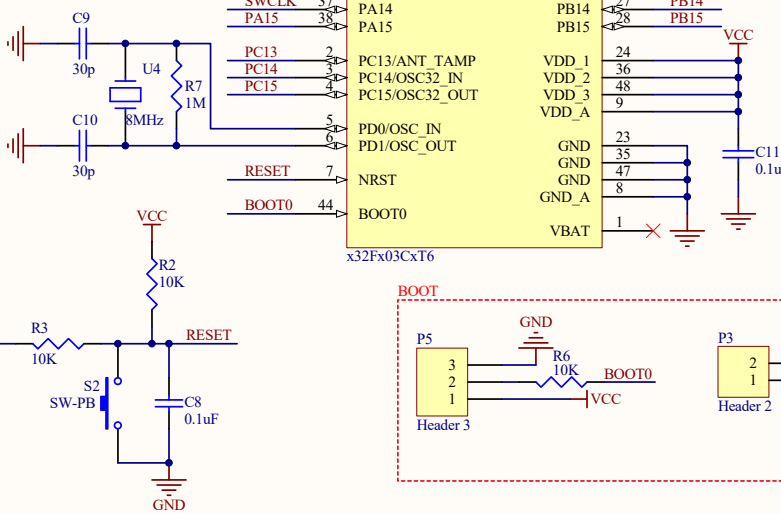 SWCLK 37 PA14 PB14 27 PB14
PA15 38 PA15 PB15 28 PB15
C9
30p
U4
8MHz
R7
1M
C10
30p
PC13 2 PC13/ANT_TAMP
PC14 3 PC14/OSC32_IN
PC15 4 PC15/OSC32_OUT
5 PD0/OSC_IN
6 PD1/OSC_OUT
RESET 7 NRST
BOOT0 44 BOOT0
VDD_1 24
VDD_2 36
VDD_3 48
VDD_A 9
GND 23
GND 35
GND 47
GND_A 8
VBAT 1
x32Fx03CxT6
VCC
C11
0.1u
VCC
R2
10K
R3
10K
RESET
S2
SW-PB
C8
0.1uF
GND
BOOT
P5
3
2
1
Header 3
GND
R6
10K
BOOT0
VCC
P3
2
1
Header 2